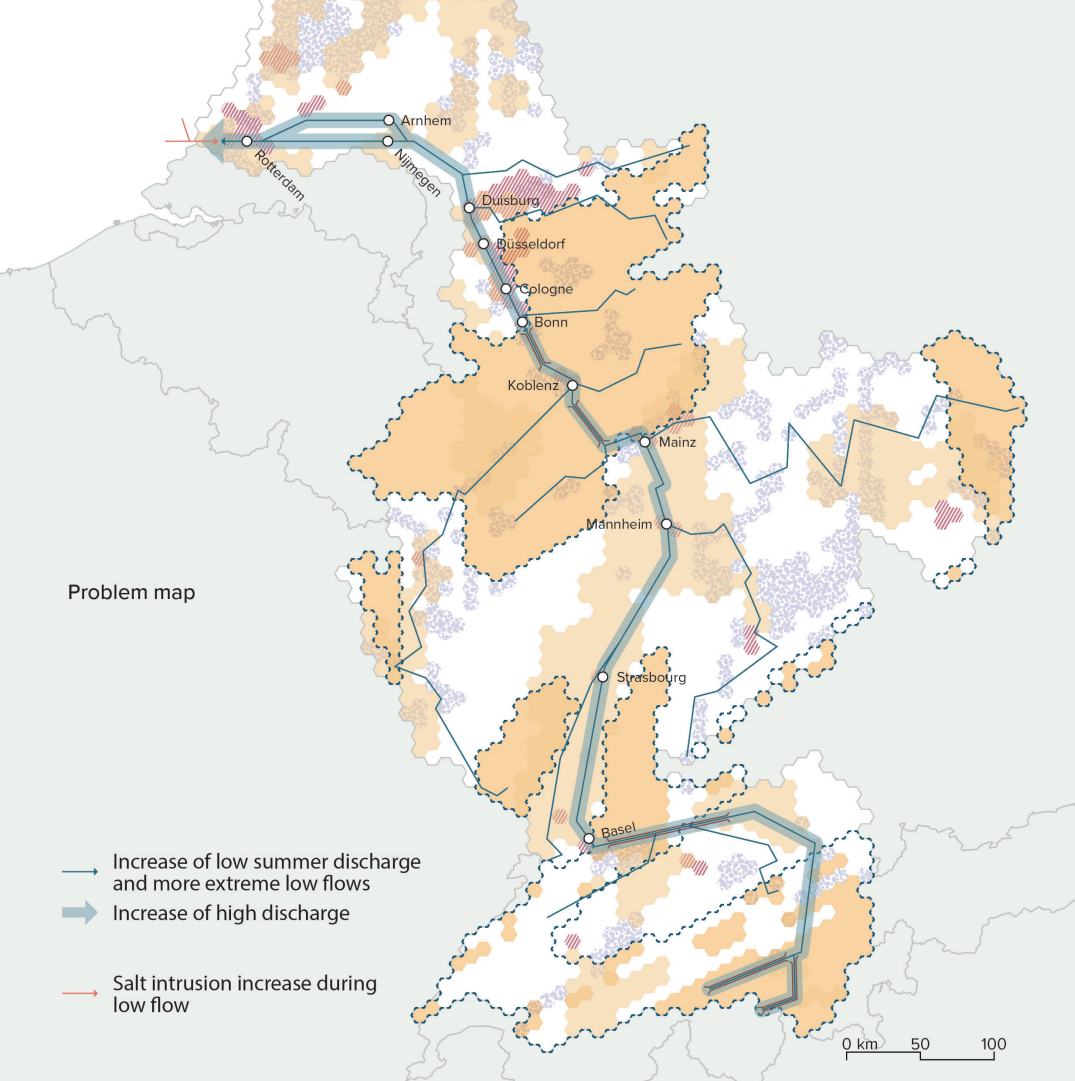 Arnhem
Rotterdam
Nijmegen
Duisburg
Düsseldorf
Cologne
Bonn
Koblenz
Mainz
Mannheim
Problem map
Strasbourg
Basel
Increase of low summer discharge
and more extreme low flows
Increase of high discharge
Salt intrusion increase during
low flow
0 km 50 100